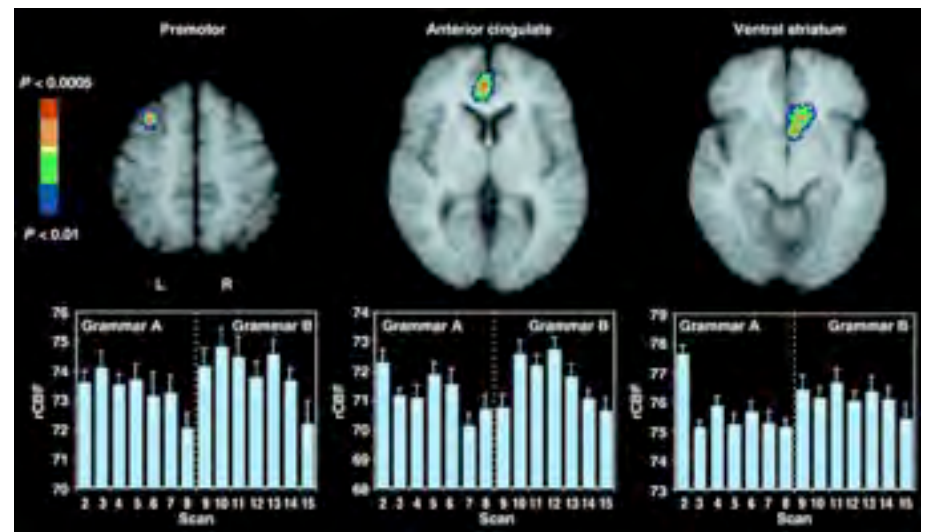 Premotor
Anterior cingulate
Ventral striatum
P < 0.0005
P < 0.01
L R
76
75
74
73
72
71
70
rCBF
Grammar A
Grammar B
2 3 4 5 6 7 8 9 10 11 12 13 14 15
Scan
74
73
72
71
70
69
68
rCBF
Grammar A
Grammar B
2 3 4 5 6 7 8 9 10 11 12 13 14 15
Scan
79
78
77
76
75
74
73
rCBF
Grammar A
Grammar B
2 3 4 5 6 7 8 9 10 11 12 13 14 15
Scan